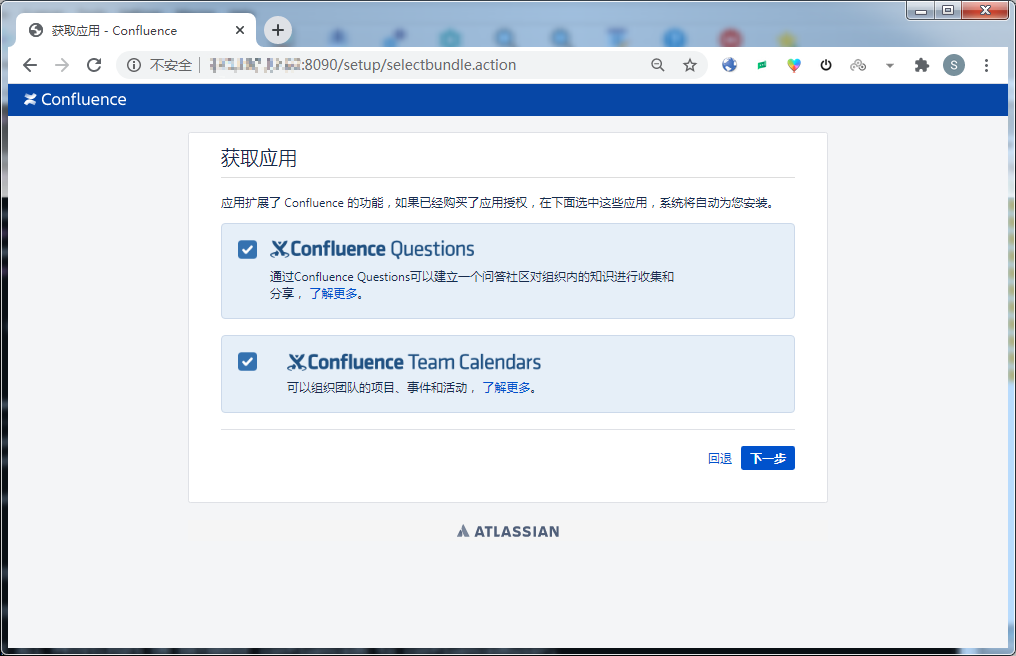 获取应用 - Confluence
不安全
:8090/setup/selectbundle.action
S
Confluence
获取应用
应用扩展了 Confluence 的功能，如果已经购买了应用授权，在下面选中这些应用，系统将自动为您安装。
Confluence Questions
通过Confluence Questions可以建立一个问答社区对组织内的知识进行收集和
分享， 了解更多。
Confluence Team Calendars
可以组织团队的项目、事件和活动， 了解更多。
回退 下一步
ATLASSIAN